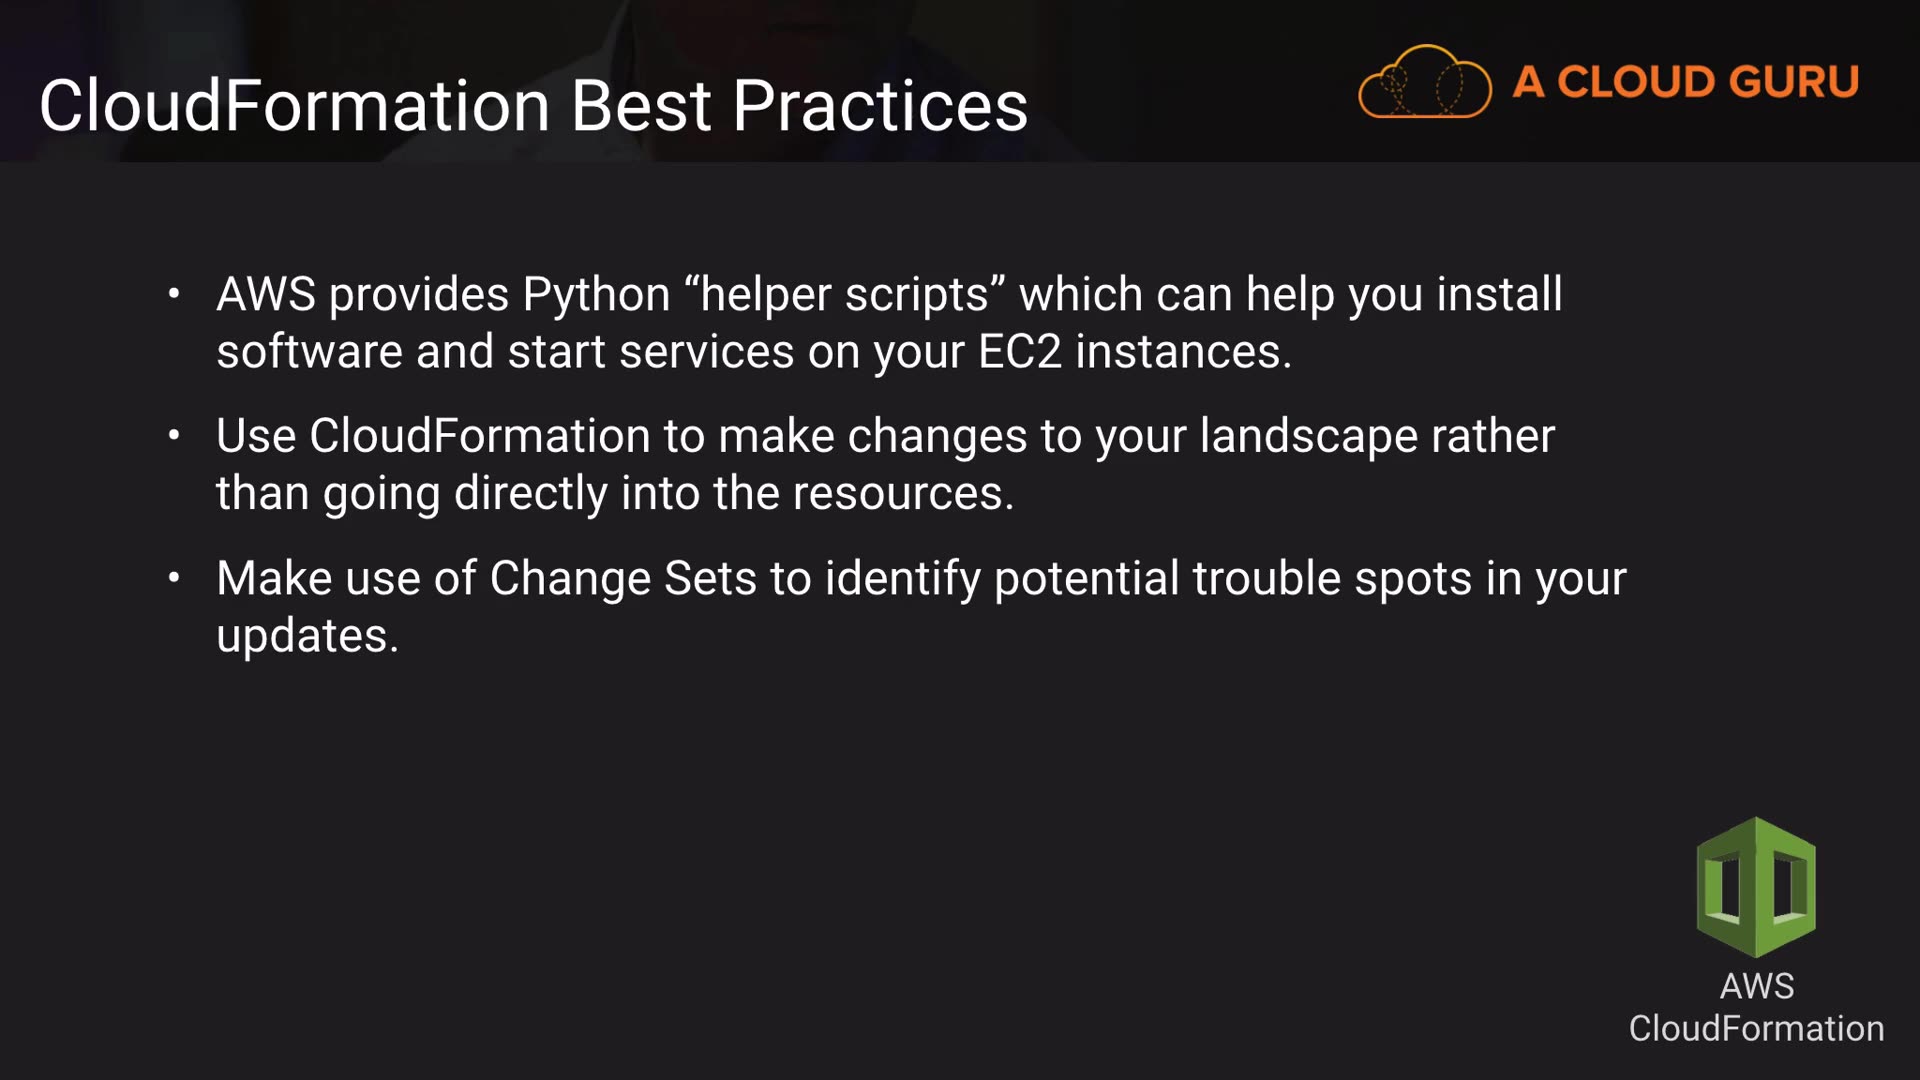 CloudFormation Best Practices
A CLOUD GURU
• AWS provides Python “helper scripts” which can help you install
software and start services on your EC2 instances.
• Use CloudFormation to make changes to your landscape rather
than going directly into the resources.
• Make use of Change Sets to identify potential trouble spots in your
updates.
AWS
CloudFormation